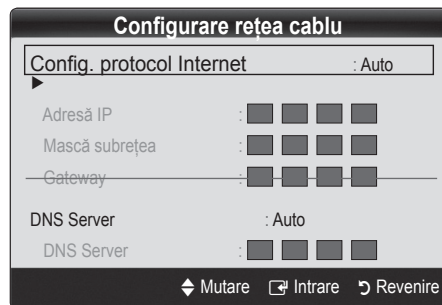 Configurare rețea cablu
Config. protocol Internet : Auto
Adresă IP :
Mască subrețea :
Gateway :
DNS Server : Auto
DNS Server :
Mutare Intrare Revenire